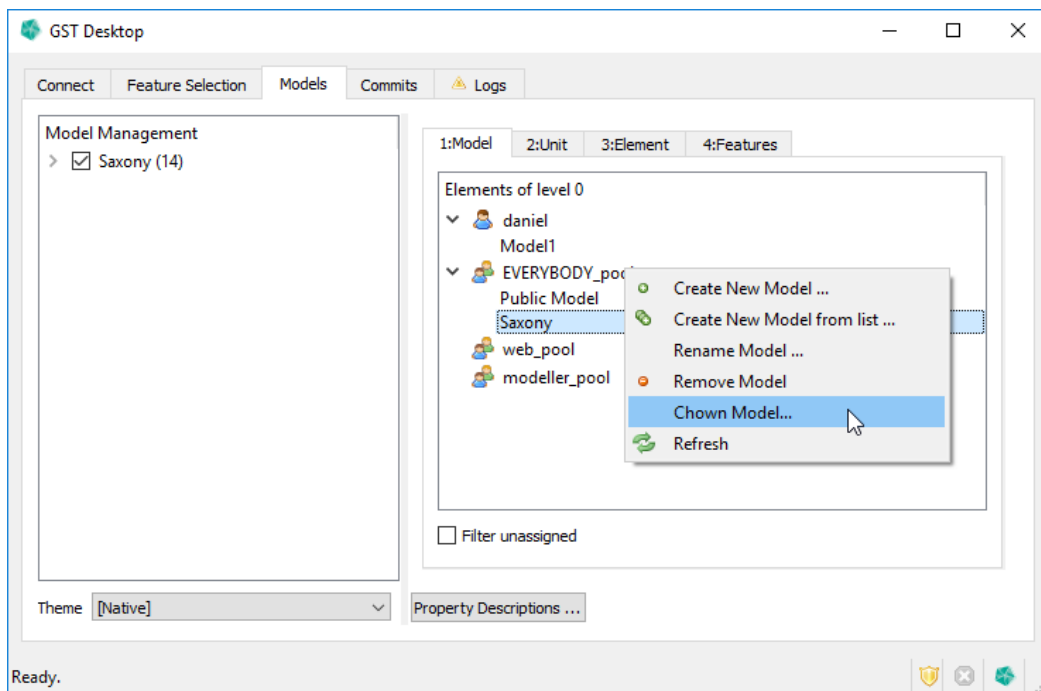 GST Desktop
Connect
Feature Selection
Models
Commits
Logs
Model Management
Saxony (14)
1:Model
2:Unit
3:Element
4:Features
Elements of level 0
daniel
Model1
EVERYBODY_poo
Public Model
Saxony
web_pool
modeller_pool
Create New Model ...
Create New Model from list ...
Rename Model ...
Remove Model
Chown Model...
Refresh
Filter unassigned
Theme
[Native]
Property Descriptions ...
Ready.